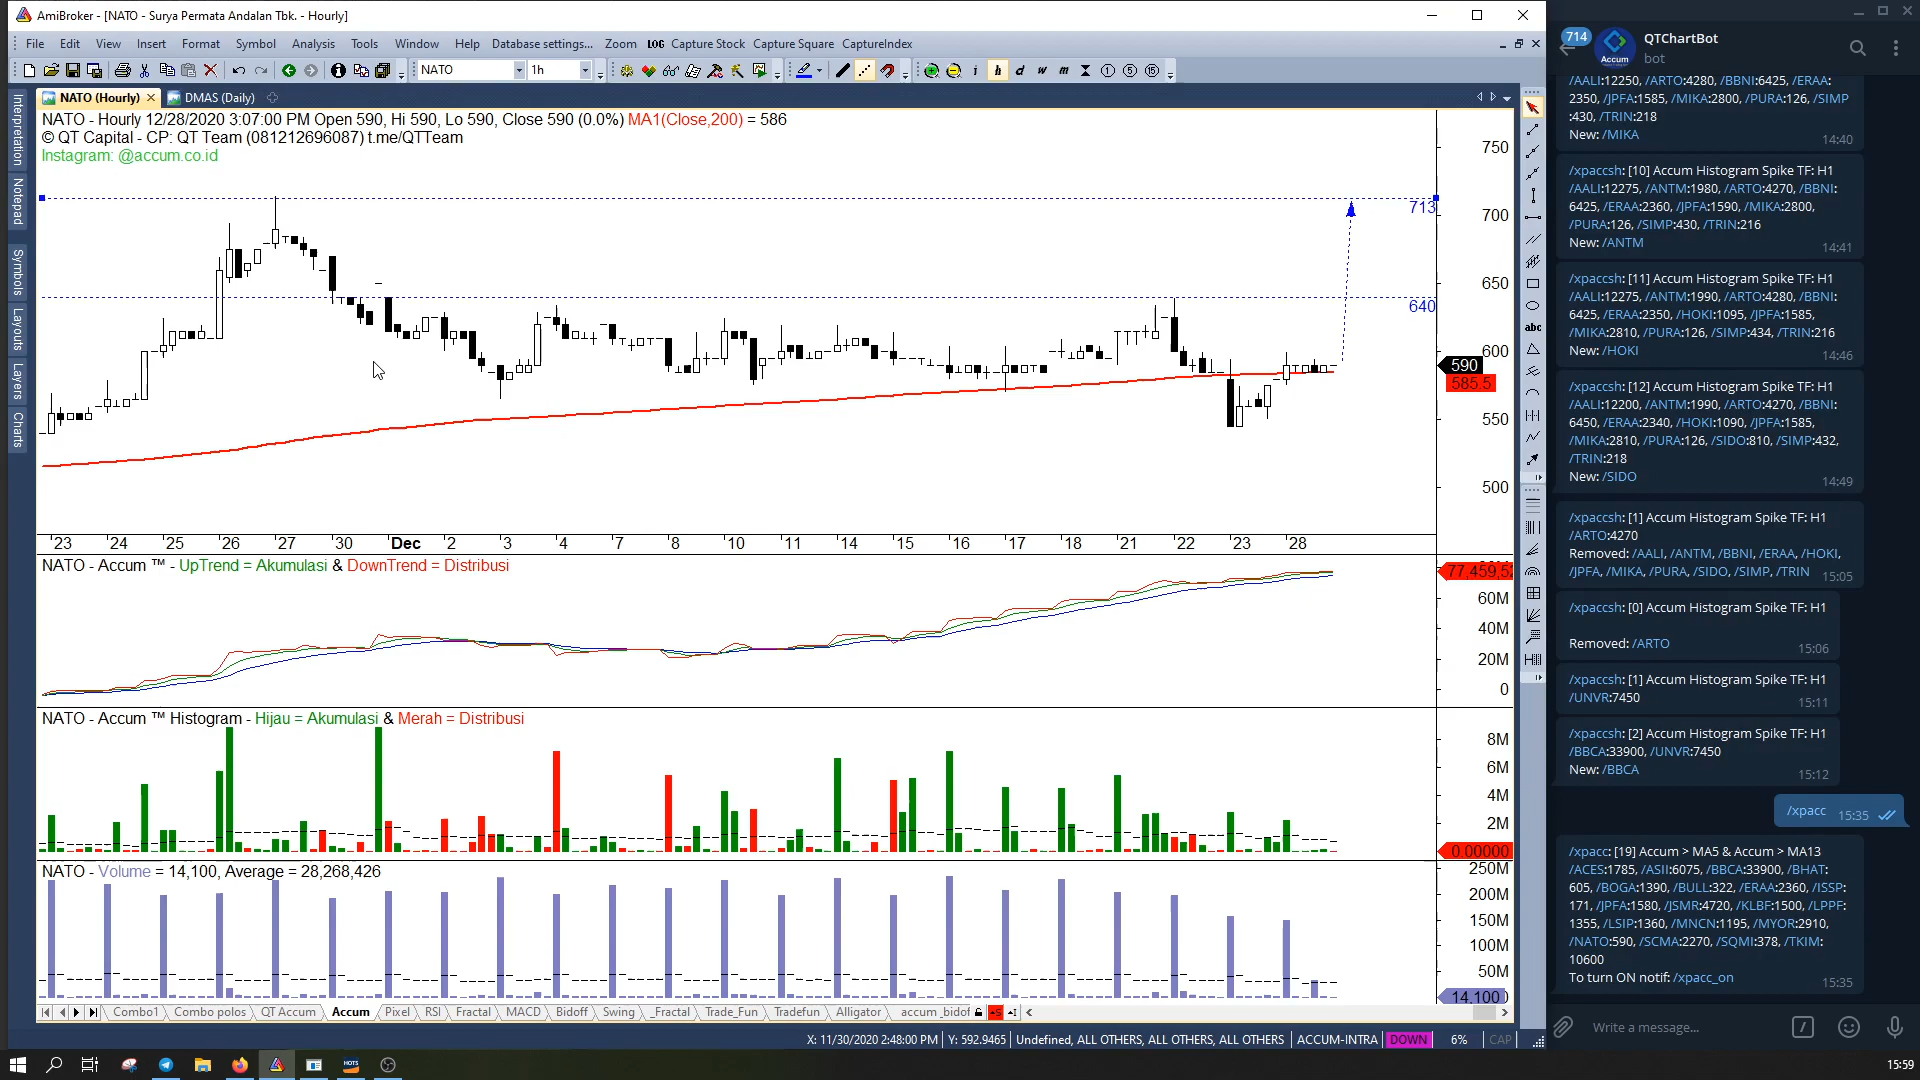 AmiBroker - [NATO - Surya Permata Andalan Tbk. - Hourly]
File Edit View Insert Format Symbol Analysis Tools Window Help Database settings... Zoom LOG Capture Stock Capture Square CaptureIndex
NATO 1h
NATO (Hourly) DMAS (Daily)
Interpretation
Notepad
Symbols
Layouts
Layers
Charts
NATO - Hourly 12/28/2020 3:07:00 PM Open 590, Hi 590, Lo 590, Close 590 (0.0%) MA1(Close,200) = 586
© QT Capital - CP: QT Team (081212696087) t.me/QTTeam
Instagram: @accum.co.id
750
713
700
650
640
600
590
585.5
550
500
23 24 25 26 27 30 Dec 2 3 4 7 8 10 11 14 15 16 17 18 21 22 23 28
NATO - Accum ™ - UpTrend = Akumulasi & DownTrend = Distribusi
60M
40M
20M
0
NATO - Accum ™ Histogram - Hijau = Akumulasi & Merah = Distribusi
8M
6M
4M
2M
0.00000
NATO - Volume = 14,100, Average = 28,268,426
250M
200M
150M
100M
50M
14,100
Combo1 Combo polos QT Accum Accum Pixel RSI Fractal MACD Bidoff Swing _Fractal Trade_Fun Tradefun Alligator accum _bidof
X: 11/30/2020 2:48:00 PM Y: 592.9465 Undefined, ALL OTHERS, ALL OTHERS, ALL OTHERS ACCUM-INTRA DOWN 6% CAP
abc
714
Accum
QTChartBot
bot
/AALI:12250, /ARTO:4280, /BBNI:6425, /ERAA:
2350, /JPFA:1585, /MIKA:2800, /PURA:126, /SIMP
:430, /TRIN:218
New: /MIKA 14:40
/xpaccsh: [10] Accum Histogram Spike TF: H1
/AALI:12275, /ANTM:1980, /ARTO:4270, /BBNI:
6425, /ERAA:2360, /JPFA:1590, /MIKA:2800,
/PURA:126, /SIMP:430, /TRIN:216
New: /ANTM 14:41
/xpaccsh: [11] Accum Histogram Spike TF: H1
/AALI:12275, /ANTM:1990, /ARTO:4280, /BBNI:
6425, /ERAA:2350, /HOKI:1095, /JPFA:1585,
/MIKA:2810, /PURA:126, /SIMP:434, /TRIN:216
New: /HOKI 14:46
/xpaccsh: [12] Accum Histogram Spike TF: H1
/AALI:12200, /ANTM:1990, /ARTO:4270, /BBNI:
6450, /ERAA:2340, /HOKI:1090, /JPFA:1585,
/MIKA:2810, /PURA:126, /SIDO:810, /SIMP:432,
/TRIN:218
New: /SIDO 14:49
/xpaccsh: [1] Accum Histogram Spike TF: H1
/ARTO:4270
Removed: /AALI, /ANTM, /BBNI, /ERAA, /HOKI,
/JPFA, /MIKA, /PURA, /SIDO, /SIMP, /TRIN 15:05
/xpaccsh: [0] Accum Histogram Spike TF: H1
Removed: /ARTO 15:06
/xpaccsh: [1] Accum Histogram Spike TF: H1
/UNVR:7450 15:11
/xpaccsh: [2] Accum Histogram Spike TF: H1
/BBCA:33900, /UNVR:7450
New: /BBCA 15:12
/xpacc 15:35
/xpacc: [19] Accum > MA5 & Accum > MA13
/ACES:1785, /ASII:6075, /BBCA:33900, /BHAT:
605, /BOGA:1390, /BULL:322, /ERAA:2360, /ISSP:
171, /JPFA:1580, /JSMR:4720, /KLBF:1500, /LPPF:
1355, /LSIP:1360, /MNCN:1195, /MYOR:2910,
/NATO:590, /SCMA:2270, /SQMI:378, /TKIM:
10600
To turn ON notif: /xpacc_on 15:35
Write a message...
HOTS
15:59